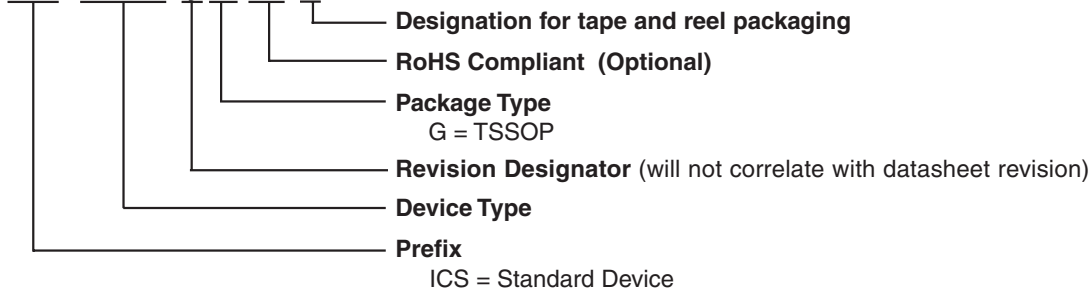 Designation for tape and reel packaging
RoHS Compliant (Optional)
Package Type
G = TSSOP
Revision Designator (will not correlate with datasheet revision)
Device Type
Prefix
ICS = Standard Device